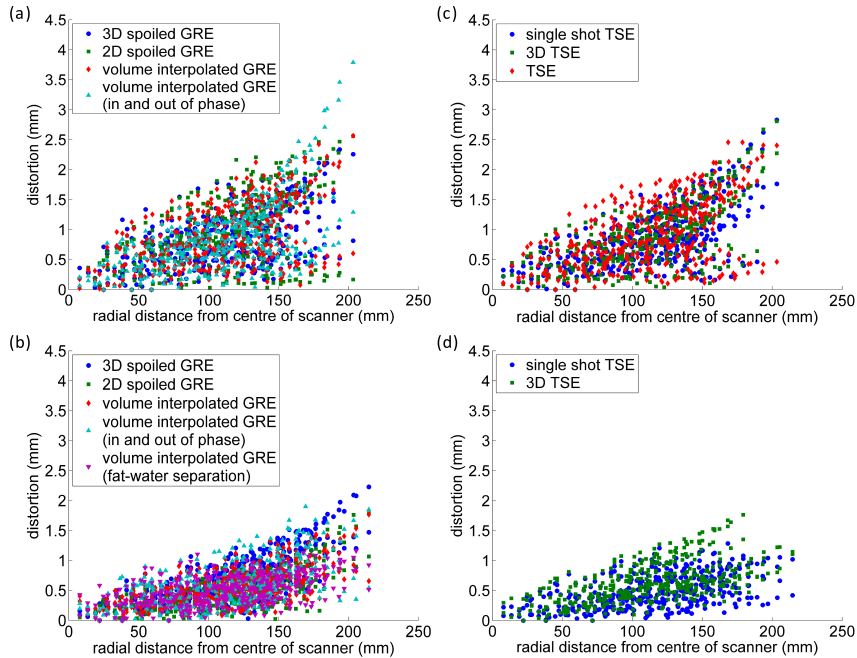 (a)
4.5
4
3.5
3
2.5
2
1.5
1
0.5
0
distortion (mm)
3D spoiled GRE
2D spoiled GRE
volume interpolated GRE
volume interpolated GRE
(in and out of phase)
0 50 100 150 200 250
radial distance from centre of scanner (mm)
(c)
4.5
4
3.5
3
2.5
2
1.5
1
0.5
0
distortion (mm)
single shot TSE
3D TSE
TSE
0 50 100 150 200 250
radial distance from centre of scanner (mm)
(b)
4.5
4
3.5
3
2.5
2
1.5
1
0.5
0
distortion (mm)
3D spoiled GRE
2D spoiled GRE
volume interpolated GRE
volume interpolated GRE
(in and out of phase)
volume interpolated GRE
(fat-water separation)
0 50 100 150 200 250
radial distance from centre of scanner (mm)
(d)
4.5
4
3.5
3
2.5
2
1.5
1
0.5
0
distortion (mm)
single shot TSE
3D TSE
0 50 100 150 200 250
radial distance from centre of scanner (mm)